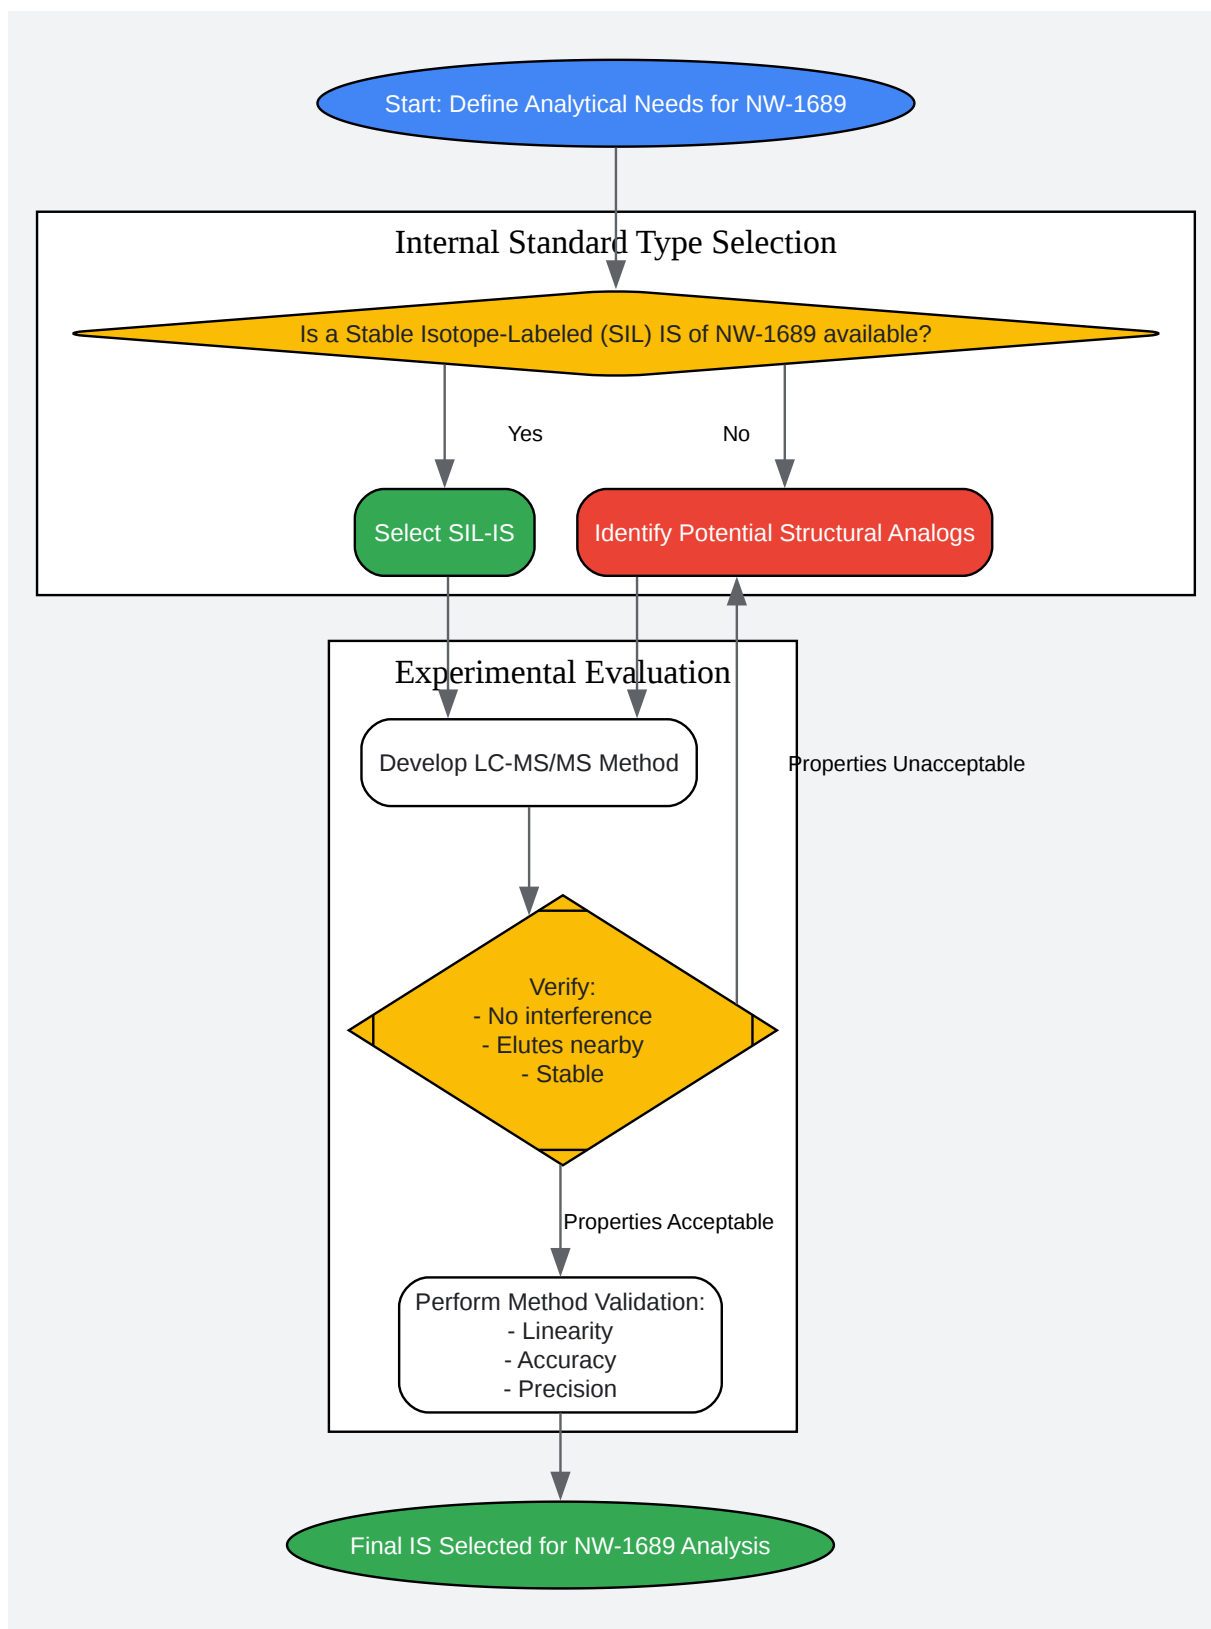 Start: Define Analytical Needs for NW-1689
Internal Standard Type Selection
Is a Stable Isotope-Labeled (SIL) IS of NW-1689 available?
Yes
No
Select SIL-IS
Identify Potential Structural Analogs
Experimental Evaluation
Develop LC-MS/MS Method
Properties Unacceptable
Verify:
- No interference
- Elutes nearby
- Stable
Properties Acceptable
Perform Method Validation:
- Linearity
- Accuracy
- Precision
Final IS Selected for NW-1689 Analysis